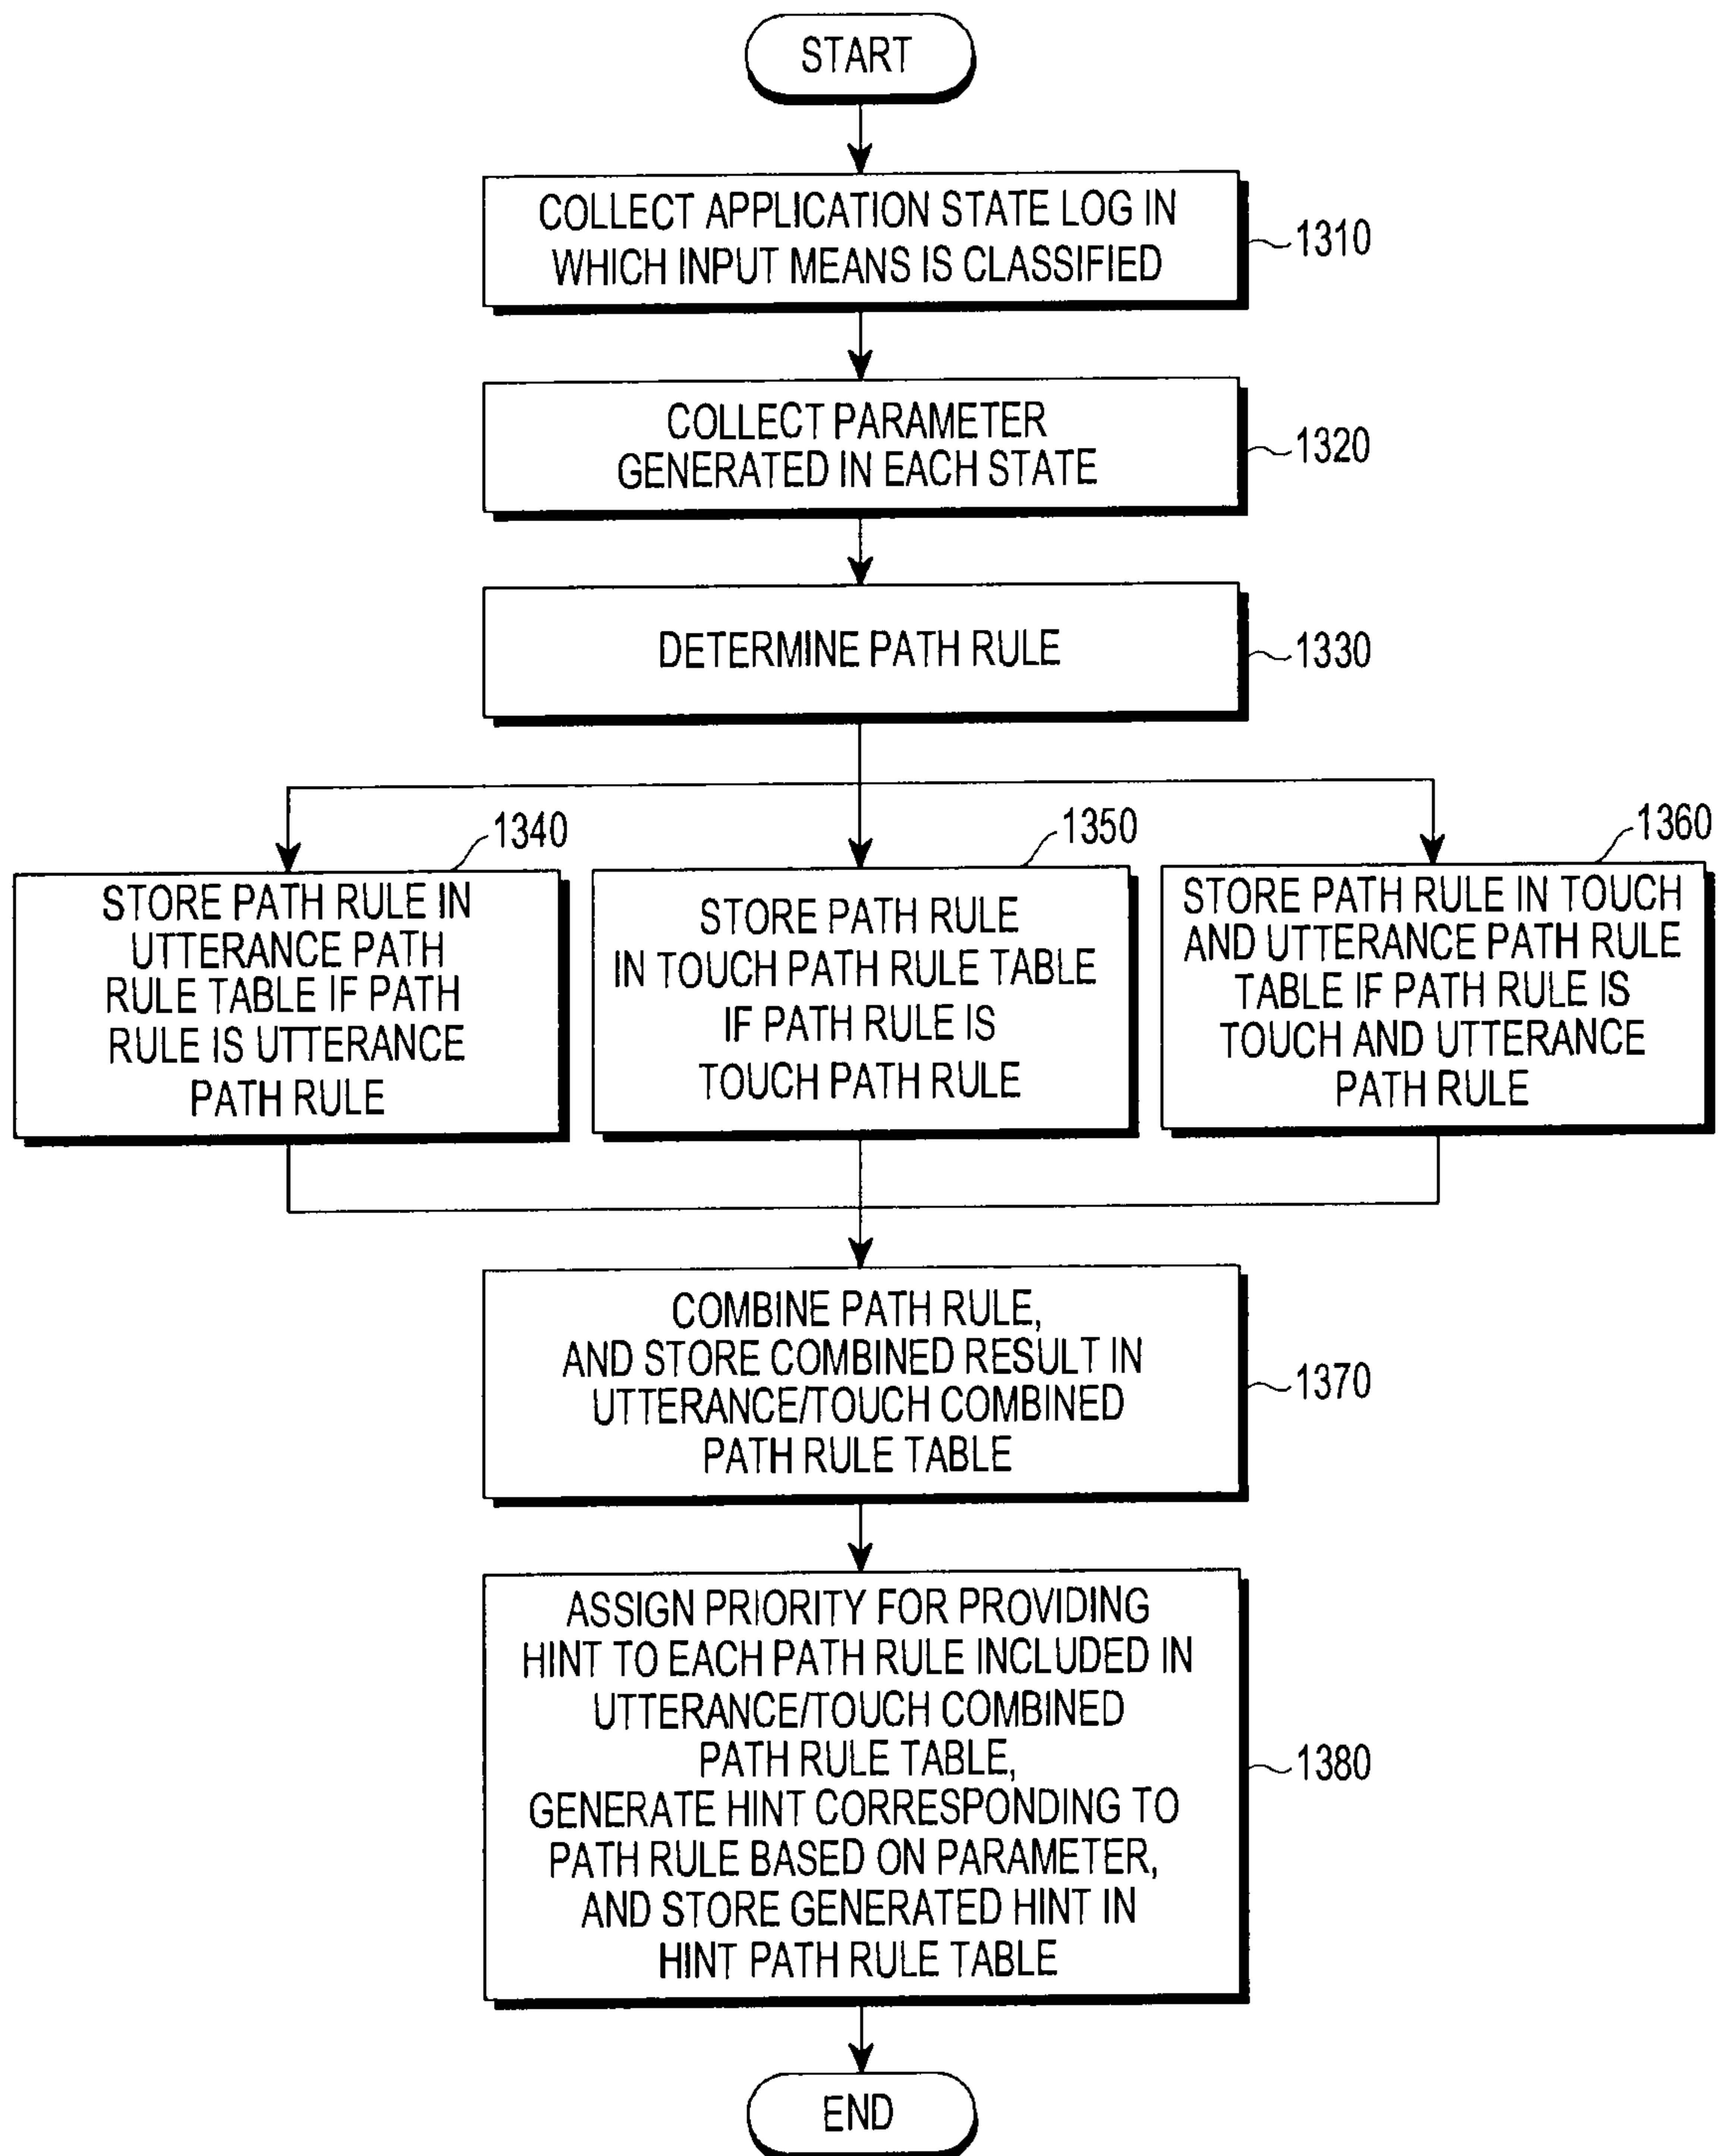 START
COLLECT APPLICATION STATE LOG IN
WHICH INPUT MEANS IS CLASSIFIED
1310
COLLECT PARAMETER
GENERATED IN EACH STATE
1320
DETERMINE PATH RULE
1330
1340
STORE PATH RULE IN
UTTERANCE PATH
RULE TABLE IF PATH
RULE IS UTTERANCE
PATH RULE
1350
STORE PATH RULE
IN TOUCH PATH RULE TABLE
IF PATH RULE IS
TOUCH PATH RULE
1360
STORE PATH RULE IN TOUCH
AND UTTERANCE PATH RULE
TABLE IF PATH RULE IS
TOUCH AND UTTERANCE
PATH RULE
COMBINE PATH RULE,
AND STORE COMBINED RESULT IN
UTTERANCE/TOUCH COMBINED
PATH RULE TABLE
1370
ASSIGN PRIORITY FOR PROVIDING
HINT TO EACH PATH RULE INCLUDED IN
UTTERANCE/TOUCH COMBINED
PATH RULE TABLE,
GENERATE HINT CORRESPONDING TO
PATH RULE BASED ON PARAMETER,
AND STORE GENERATED HINT IN
HINT PATH RULE TABLE
1380
END